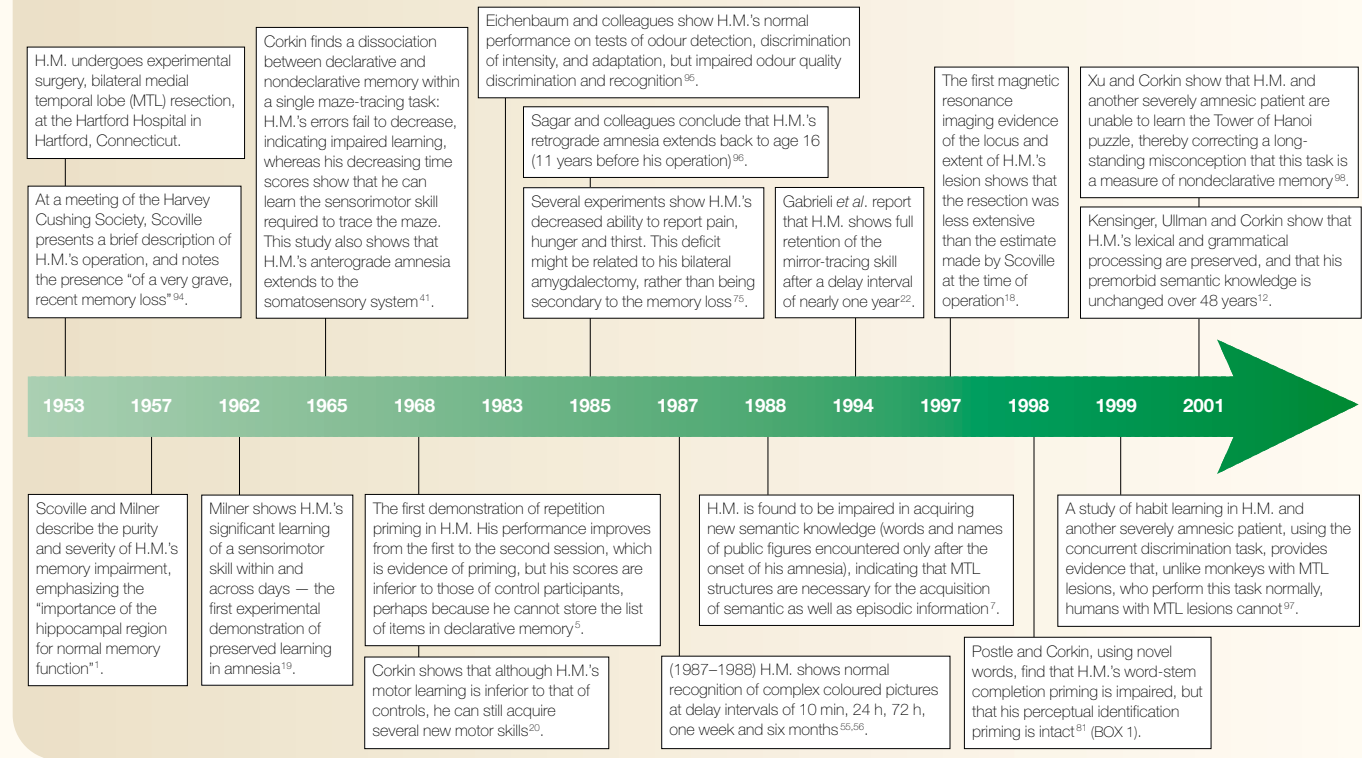 H.M. undergoes experimental
surgery, bilateral medial
temporal lobe (MTL) resection,
at the Hartford Hospital in
Hartford, Connecticut.
At a meeting of the Harvey
Cushing Society, Scoville
presents a brief description of
H.M.'s operation, and notes
the presence “of a very grave,
recent memory loss”⁹⁴.
Corkin finds a dissociation
between declarative and
nondeclarative memory within
a single maze-tracing task:
H.M.'s errors fail to decrease,
indicating impaired learning,
whereas his decreasing time
scores show that he can
learn the sensorimotor skill
required to trace the maze.
This study also shows that
H.M.'s anterograde amnesia
extends to the
somatosensory system⁴¹.
Eichenbaum and colleagues show H.M.'s normal
performance on tests of odour detection, discrimination
of intensity, and adaptation, but impaired odour quality
discrimination and recognition⁹⁵.
Sagar and colleagues conclude that H.M.'s
retrograde amnesia extends back to age 16
(11 years before his operation)⁹⁶.
Several experiments show H.M.'s
decreased ability to report pain,
hunger and thirst. This deficit
might be related to his bilateral
amygdalectomy, rather than being
secondary to the memory loss⁷⁵.
Gabrieli et al. report
that H.M. shows full
retention of the
mirror-tracing skill
after a delay interval
of nearly one year²².
The first magnetic
resonance
imaging evidence
of the locus and
extent of H.M.'s
lesion shows that
the resection was
less extensive
than the estimate
made by Scoville
at the time of
operation¹⁸.
Xu and Corkin show that H.M. and
another severely amnesic patient are
unable to learn the Tower of Hanoi
puzzle, thereby correcting a long-
standing misconception that this task is
a measure of nondeclarative memory⁹⁸.
Kensinger, Ullman and Corkin show that
H.M.'s lexical and grammatical
processing are preserved, and that his
premorbid semantic knowledge is
unchanged over 48 years¹².
1953 1957 1962 1965 1968 1983 1985 1987 1988 1994 1997 1998 1999 2001
Scoville and Milner
describe the purity
and severity of H.M.'s
memory impairment,
emphasizing the
“importance of the
hippocampal region
for normal memory
function”¹.
Milner shows H.M.'s
significant learning
of a sensorimotor
skill within and
across days — the
first experimental
demonstration of
preserved learning
in amnesia¹⁹.
The first demonstration of repetition
priming in H.M. His performance improves
from the first to the second session, which
is evidence of priming, but his scores are
inferior to those of control participants,
perhaps because he cannot store the list
of items in declarative memory⁵.
Corkin shows that although H.M.'s
motor learning is inferior to that of
controls, he can still acquire
several new motor skills²⁰.
(1987–1988) H.M. shows normal
recognition of complex coloured pictures
at delay intervals of 10 min, 24 h, 72 h,
one week and six months⁵⁵,⁵⁶.
H.M. is found to be impaired in acquiring
new semantic knowledge (words and names
of public figures encountered only after the
onset of his amnesia), indicating that MTL
structures are necessary for the acquisition
of semantic as well as episodic information⁷.
Postle and Corkin, using novel
words, find that H.M.'s word-stem
completion priming is impaired, but
that his perceptual identification
priming is intact⁸¹ (BOX 1).
A study of habit learning in H.M. and
another severely amnesic patient, using the
concurrent discrimination task, provides
evidence that, unlike monkeys with MTL
lesions, who perform this task normally,
humans with MTL lesions cannot⁹⁷.